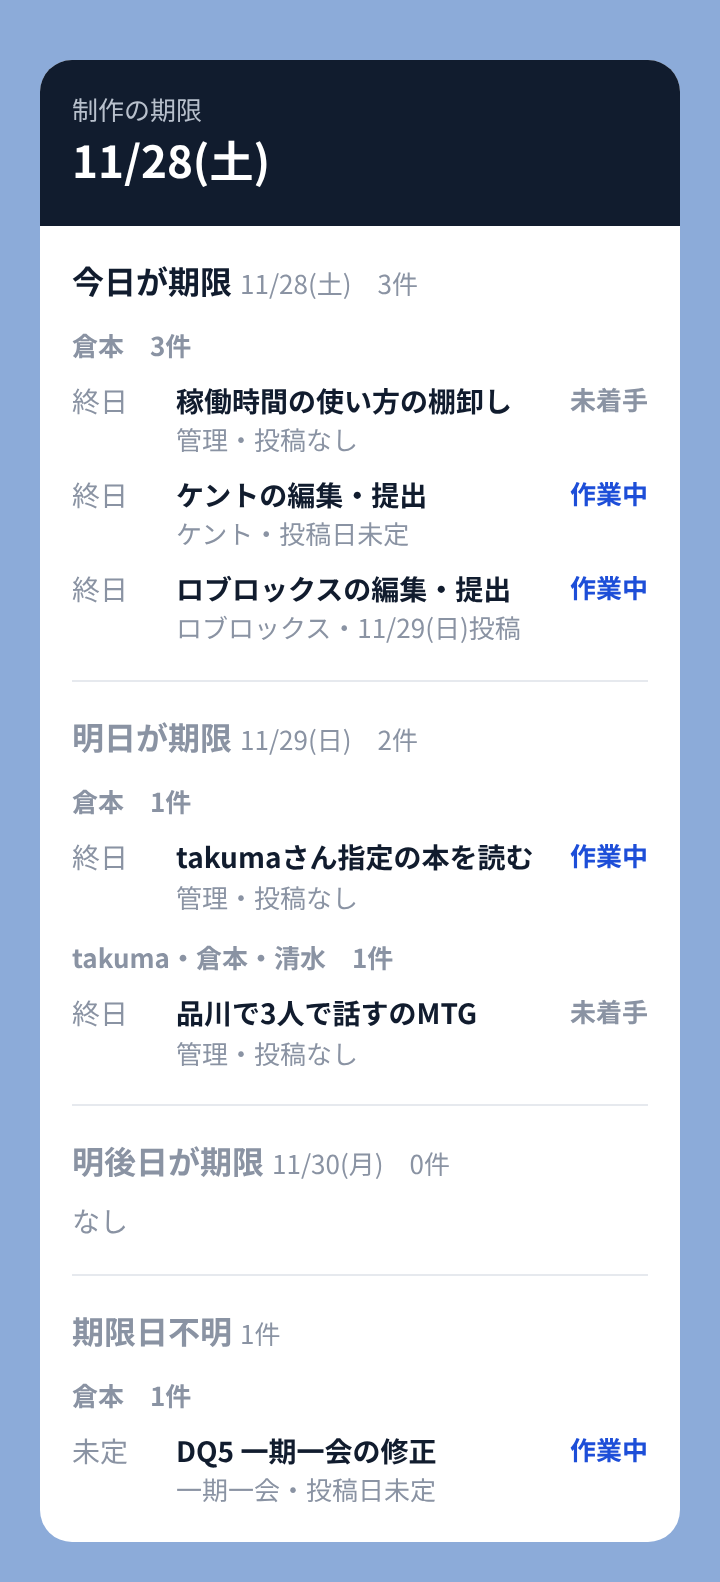 制作の期限
11/28(土)
今日が期限 11/28(土) 3件
倉本 3件
終日 稼働時間の使い方の棚卸し 未着手
管理・投稿なし
終日 ケントの編集・提出 作業中
ケント・投稿日未定
終日 ロブロックスの編集・提出 作業中
ロブロックス・11/29(日)投稿
明日が期限 11/29(日) 2件
倉本 1件
終日 takumaさん指定の本を読む 作業中
管理・投稿なし
takuma・倉本・清水 1件
終日 品川で3人で話すのMTG 未着手
管理・投稿なし
明後日が期限 11/30(月) 0件
なし
期限日不明 1件
倉本 1件
未定 DQ5 一期一会の修正 作業中
一期一会・投稿日未定